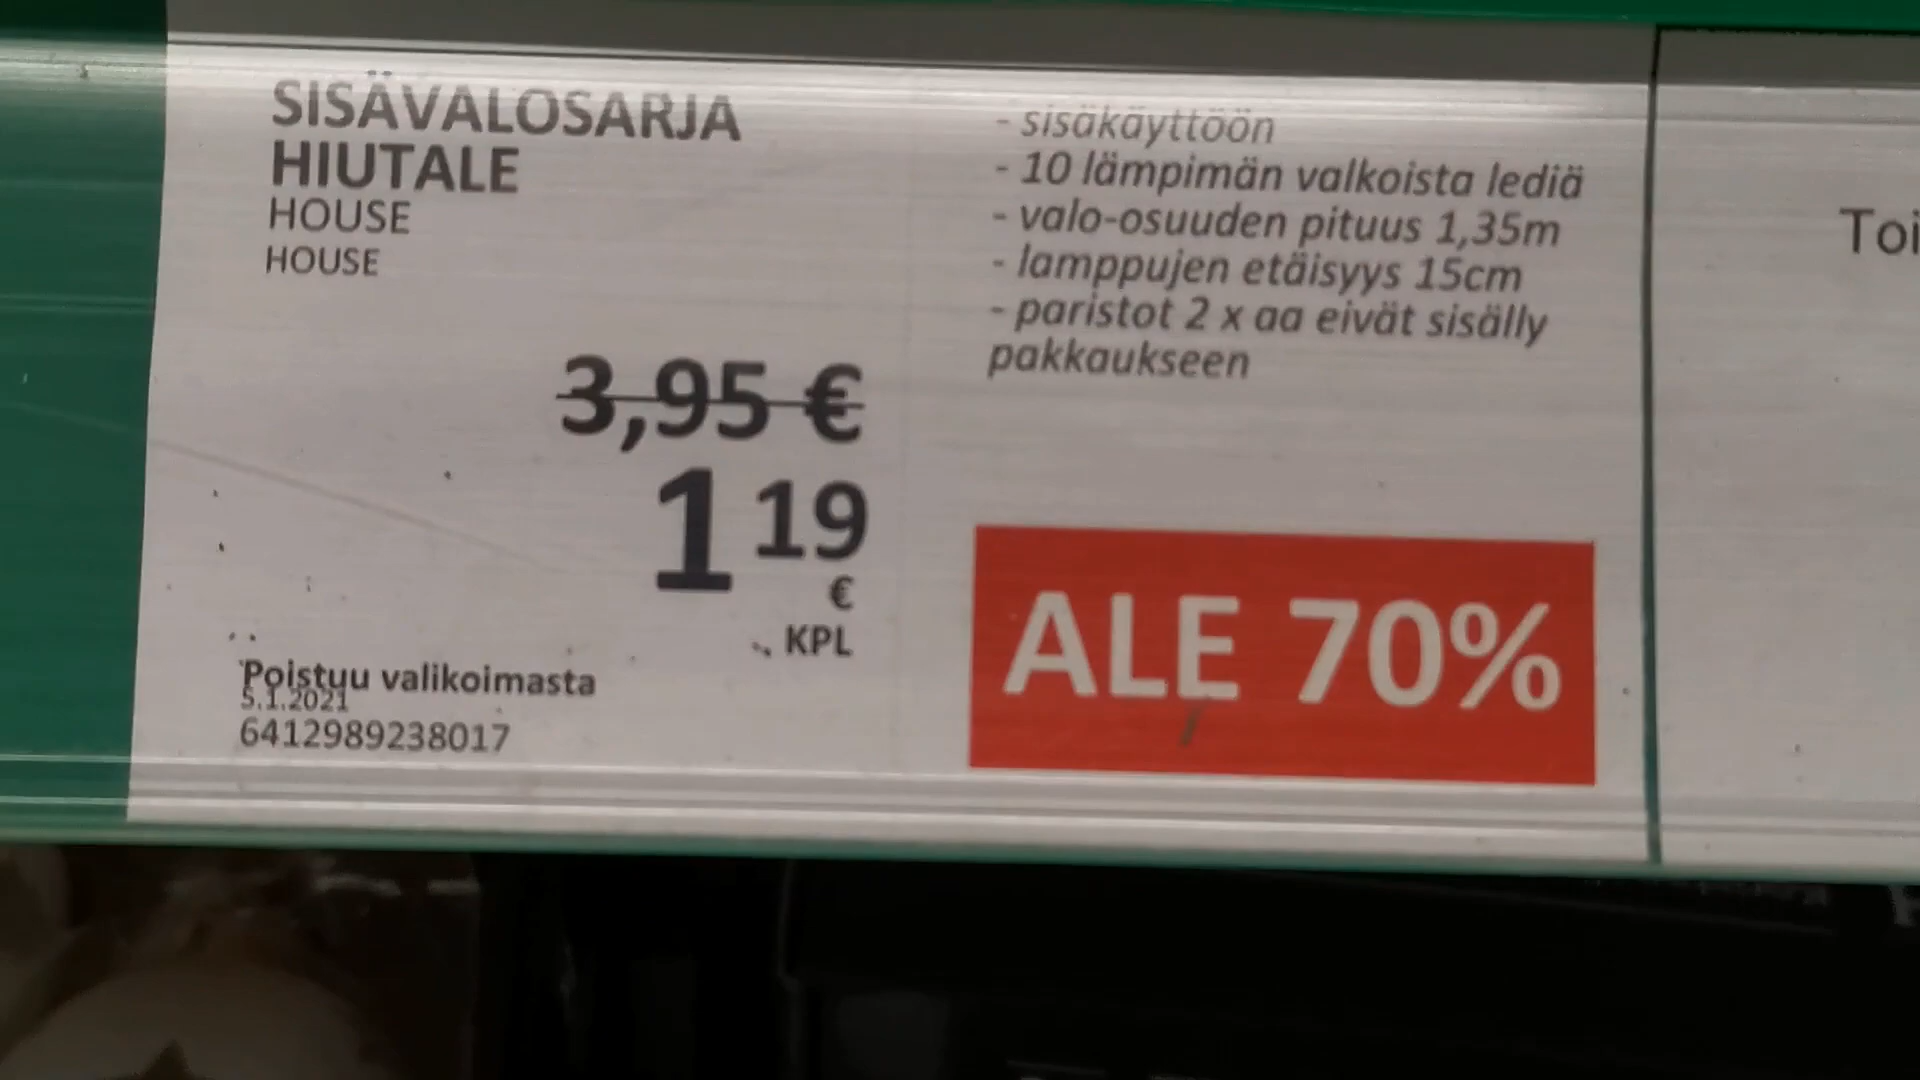 SISÄVALOSARJA
HIUTALE
HOUSE
HOUSE
3,95 €
1 19
€
KPL
Poistuu valikoimasta
5.1.2021
6412989238017
- sisäkäyttöön
- 10 lämpimän valkoista lediä
- valo-osuuden pituus 1,35m
- lamppujen etäisyys 15cm
- paristot 2 x aa eivät sisälly
pakkaukseen
ALE 70%
Toi